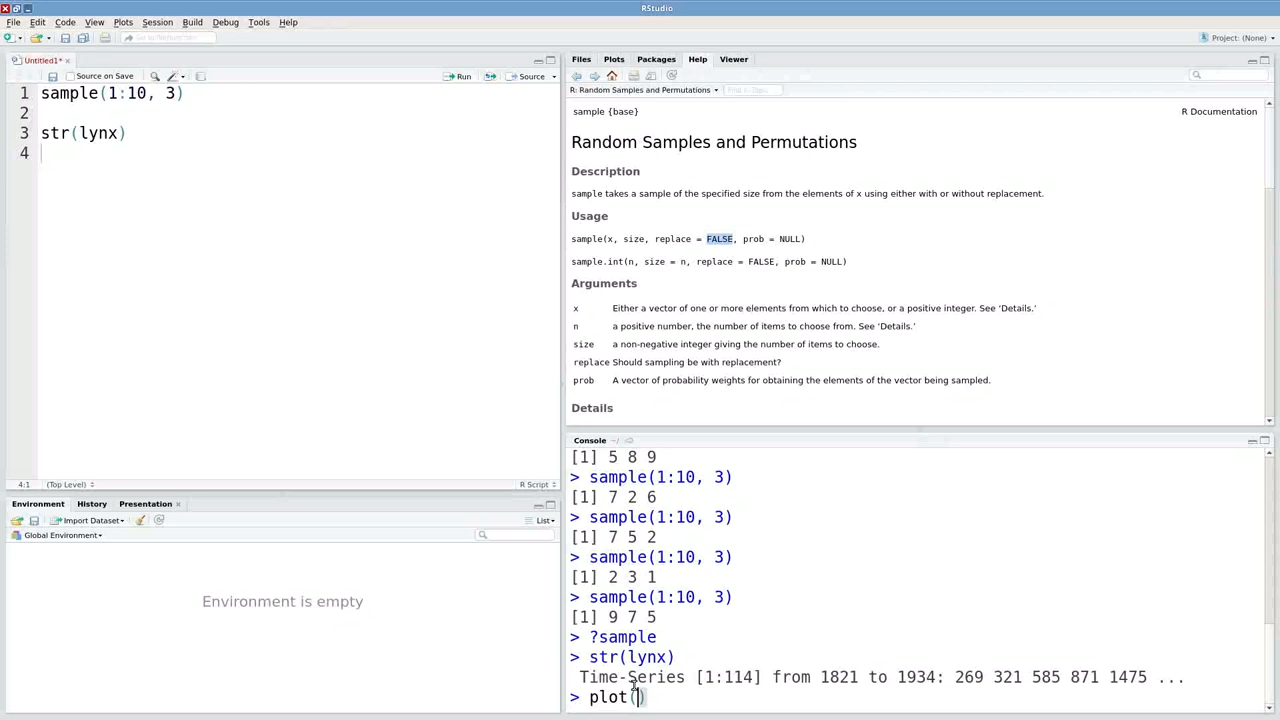 RStudio
File Edit Code View Plots Session Build Debug Tools Help
Go to file/function
Project: (None)
Untitled1*
Source on Save
Run
Source
1 sample(1:10, 3)
2
3 str(lynx)
4
4:1 (Top Level)
R Script
Environment History Presentation
Import Dataset
List
Global Environment
Environment is empty
Files Plots Packages Help Viewer
R: Random Samples and Permutations
Find in Topic
sample {base}
R Documentation
Random Samples and Permutations
Description
sample takes a sample of the specified size from the elements of x using either with or without replacement.
Usage
sample(x, size, replace = FALSE, prob = NULL)
sample.int(n, size = n, replace = FALSE, prob = NULL)
Arguments
x Either a vector of one or more elements from which to choose, or a positive integer. See ‘Details.’
n a positive number, the number of items to choose from. See ‘Details.’
size a non-negative integer giving the number of items to choose.
replace Should sampling be with replacement?
prob A vector of probability weights for obtaining the elements of the vector being sampled.
Details
Console ~/
[1] 5 8 9
> sample(1:10, 3)
[1] 7 2 6
> sample(1:10, 3)
[1] 7 5 2
> sample(1:10, 3)
[1] 2 3 1
> sample(1:10, 3)
[1] 9 7 5
> ?sample
> str(lynx)
Time-Series [1:114] from 1821 to 1934: 269 321 585 871 1475 ...
> plot()